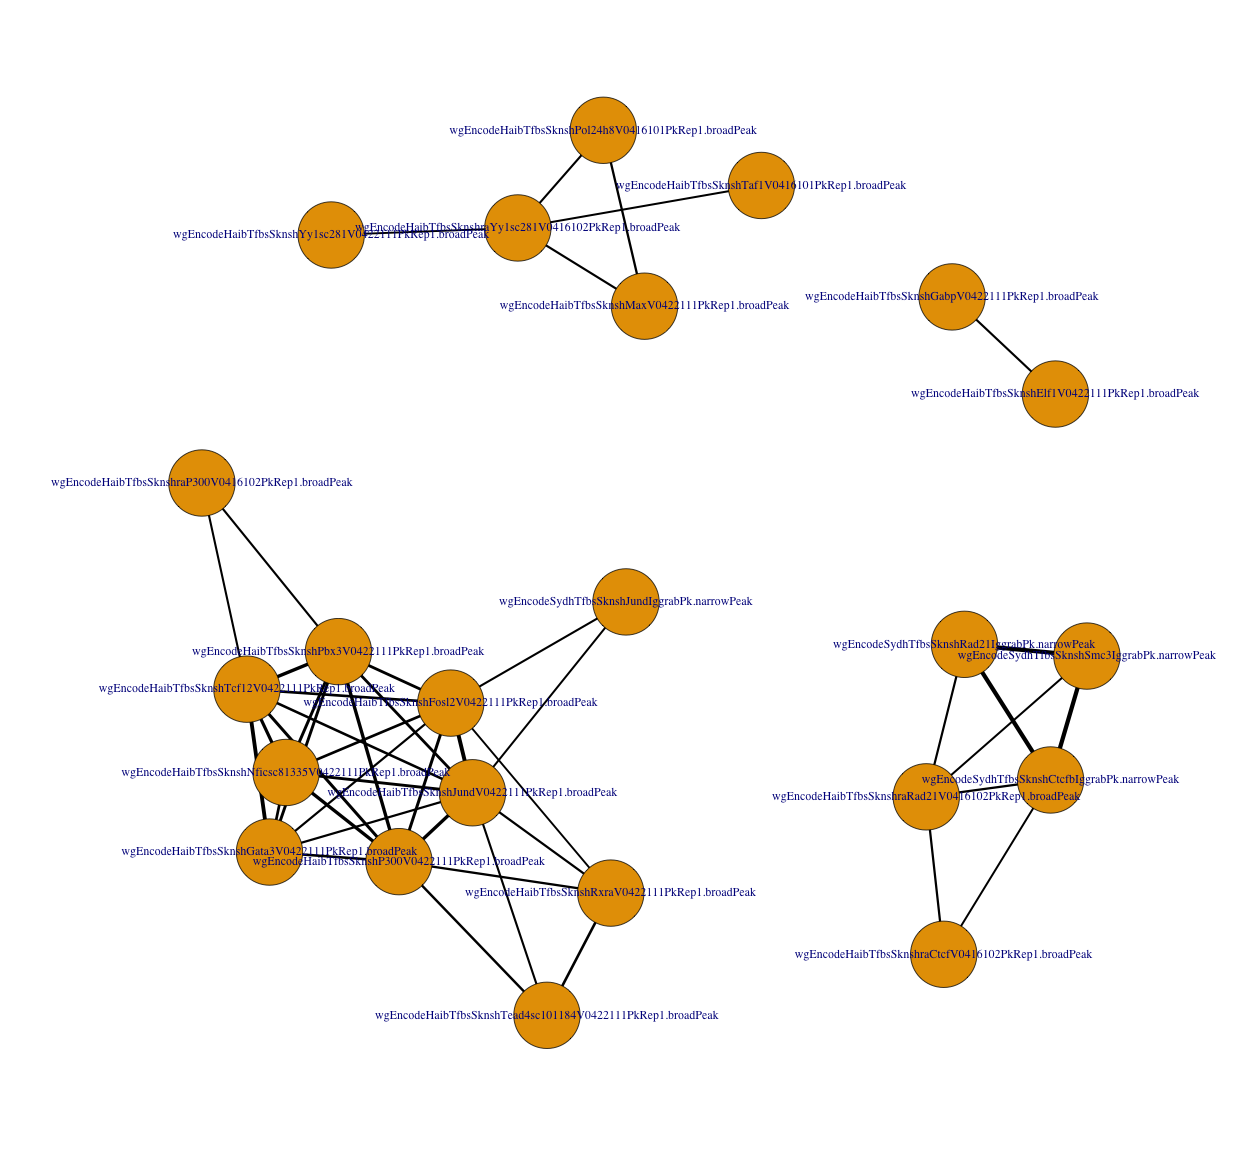 wgEncodeHaibTfbsSknshPol24h8V0416101PkRep1.broadPeak
wgEncodeHaibTfbsSknshTaf1V0416101PkRep1.broadPeak
wgEncodeHaibTfbsSknshraYy1sc281V0416102PkRep1.broadPeak
wgEncodeHaibTfbsSknshYy1sc281V0422111PkRep1.broadPeak
wgEncodeHaibTfbsSknshGabpV0422111PkRep1.broadPeak
wgEncodeHaibTfbsSknshMaxV0422111PkRep1.broadPeak
wgEncodeHaibTfbsSknshElf1V0422111PkRep1.broadPeak
wgEncodeHaibTfbsSknshraP300V0416102PkRep1.broadPeak
wgEncodeSydhTfbsSknshJundIggrabPk.narrowPeak
wgEncodeSydhTfbsSknshRad21IggrabPk.narrowPeak
wgEncodeHaibTfbsSknshPbx3V0422111PkRep1.broadPeak
wgEncodeSydhTfbsSknshSmc3IggrabPk.narrowPeak
wgEncodeHaibTfbsSknshTcf12V0422111PkRep1.broadPeak
wgEncodeHaibTfbsSknshFosl2V0422111PkRep1.broadPeak
wgEncodeHaibTfbsSknshNficsc81335V0422111PkRep1.broadPeak
wgEncodeSydhTfbsSknshCtcfbIggrabPk.narrowPeak
wgEncodeHaibTfbsSknshJundV0422111PkRep1.broadPeak
wgEncodeHaibTfbsSknshraRad21V0416102PkRep1.broadPeak
wgEncodeHaibTfbsSknshGata3V0422111PkRep1.broadPeak
wgEncodeHaibTfbsSknshP300V0422111PkRep1.broadPeak
wgEncodeHaibTfbsSknshRxraV0422111PkRep1.broadPeak
wgEncodeHaibTfbsSknshraCtcfV0416102PkRep1.broadPeak
wgEncodeHaibTfbsSknshTead4sc101184V0422111PkRep1.broadPeak